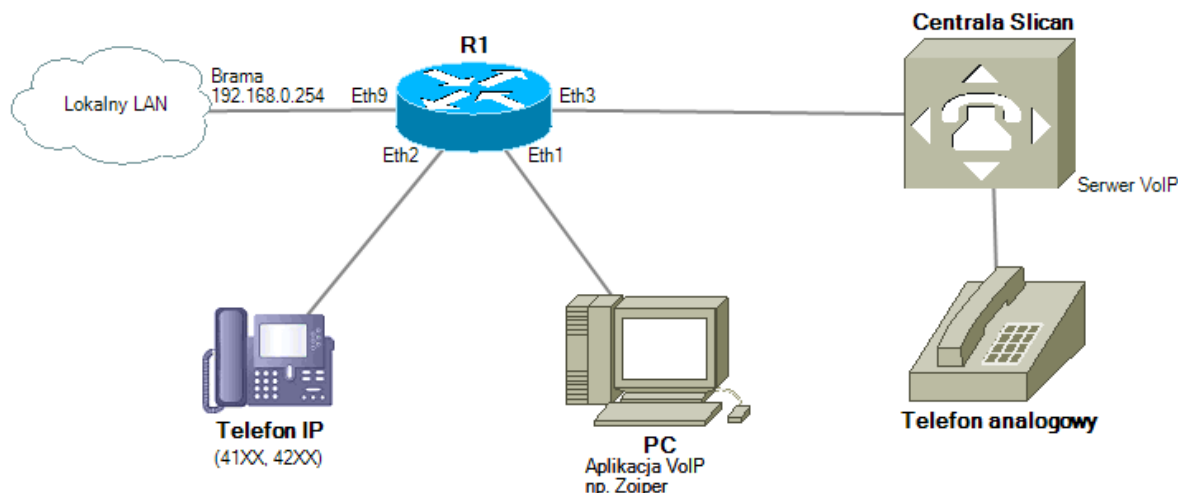 Centrala Slican
R1
Brama
192.168.0.254
Eth9
Eth3
Lokalny LAN
Eth2
Eth1
Serwer VoIP
Telefon IP
(41XX, 42XX)
PC
Aplikacja VoIP
np. Zoiper
Telefon analogowy